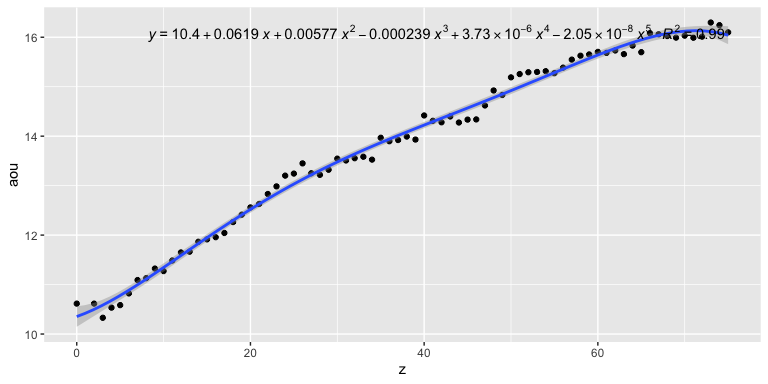 y = 10.4 + 0.0619 x + 0.00577 x² − 0.000239 x³ + 3.73 × 10⁻⁶ x⁴ − 2.05 × 10⁻⁸ x⁵ R² = 0.99
16
14
12
10
aou
0 20 40 60
z